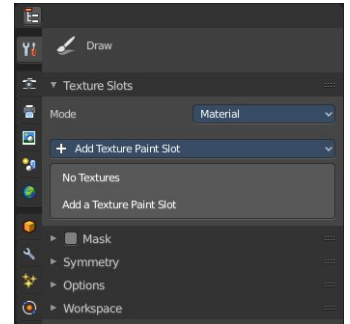 Draw
Texture Slots
Mode Material
Add Texture Paint Slot
No Textures
Add a Texture Paint Slot
Mask
Symmetry
Options
Workspace